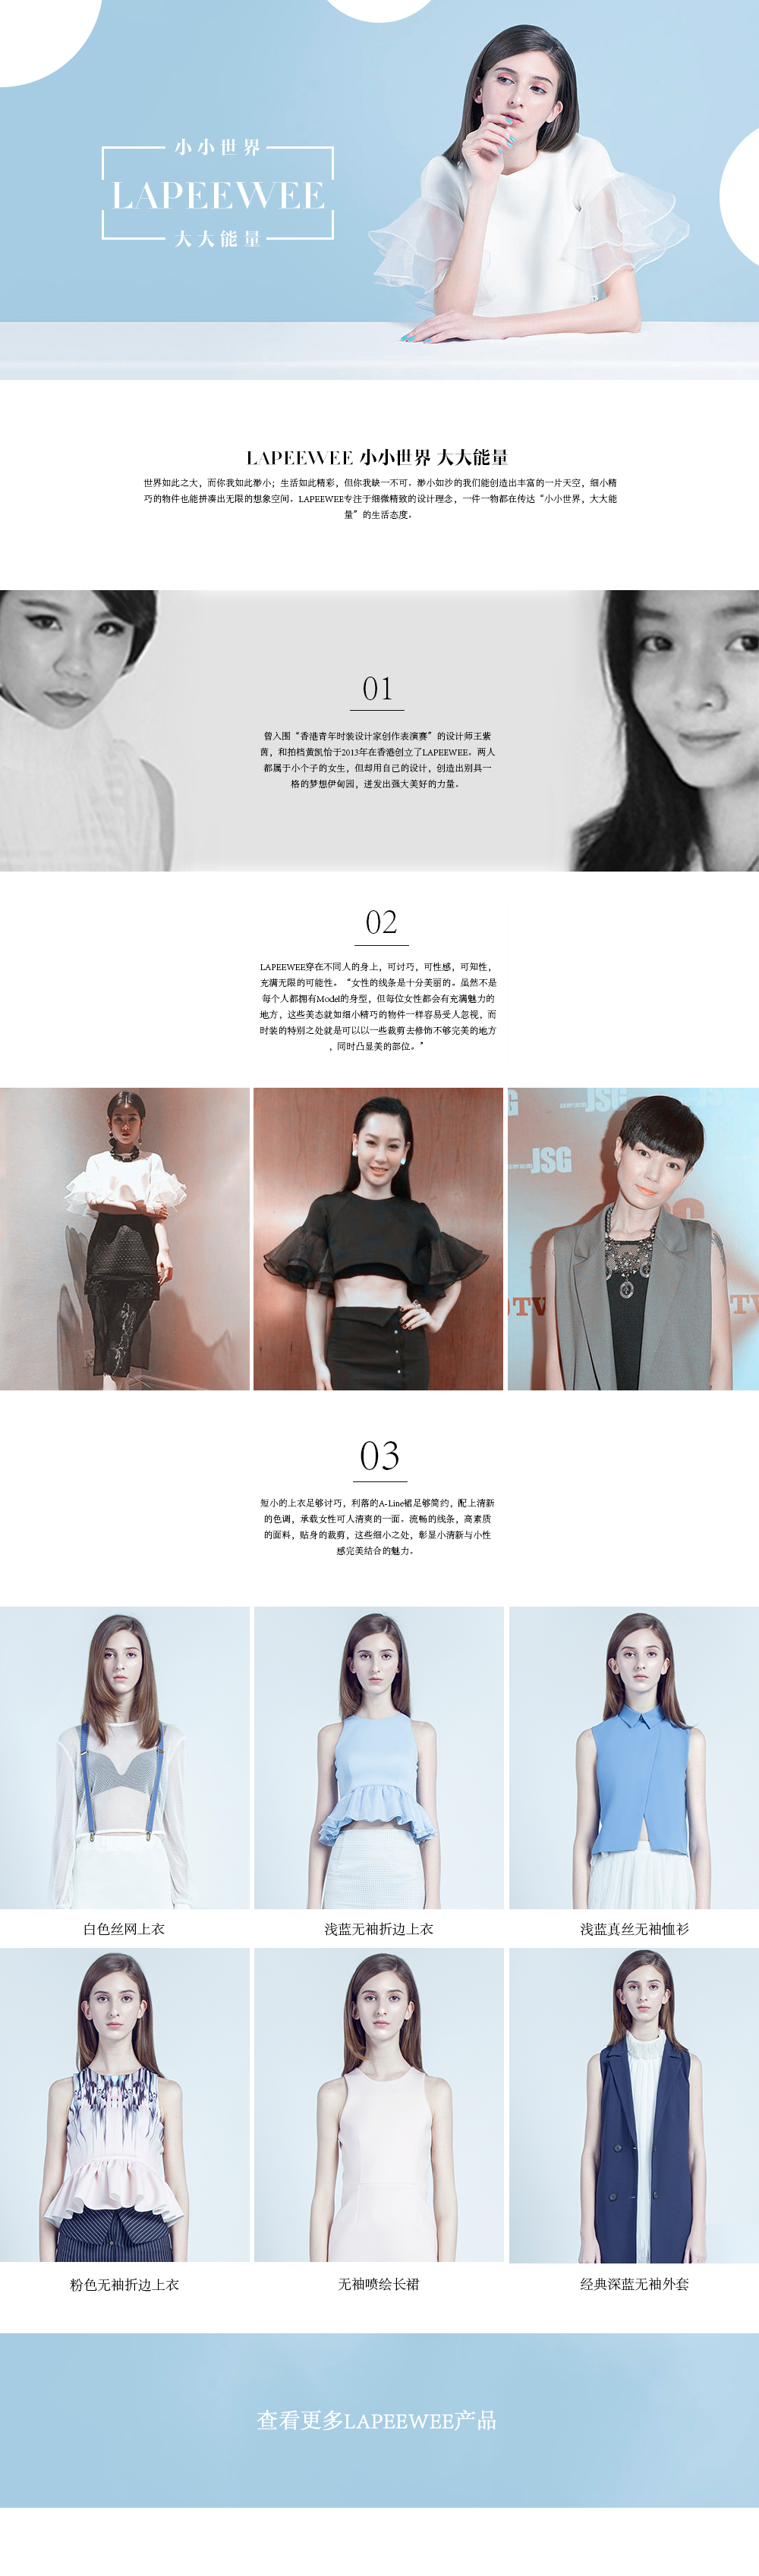 小小世界
LAPEEWEE
大大能量
LAPEEWEE 小小世界 大大能量
世界如此之大，而你我如此渺小；生活如此精彩，但你我缺一不可。渺小如沙的我们能创造出丰富的一片天空，细小精
巧的物件也能拼凑出无限的想象空间。LAPEEWEE专注于细微精致的设计理念，一件一物都在传达“小小世界，大大能
量”的生活态度。
01
曾入围“香港青年时装设计家创作表演赛”的设计师王紫
茵，和拍档黄凯怡于2013年在香港创立了LAPEEWEE。两人
都属于小个子的女生，但却用自己的设计，创造出别具一
格的梦想伊甸园，迸发出强大美好的力量。
02
LAPEEWEE穿在不同人的身上，可讨巧，可性感，可知性，
充满无限的可能性。“女性的线条是十分美丽的。虽然不是
每个人都拥有Model的身型，但每位女性都会有充满魅力的
地方，这些美态就如细小精巧的物件一样容易受人忽视，而
时装的特别之处就是可以以一些裁剪去修饰不够完美的地方
，同时凸显美的部位。”
JSG
JSG
TV
TV
03
短小的上衣足够讨巧，利落的A-Line裙足够简约，配上清新
的色调，承载女性可人清爽的一面。流畅的线条，高素质
的面料，贴身的裁剪，这些细小之处，彰显小清新与小性
感完美结合的魅力。
白色丝网上衣
浅蓝无袖折边上衣
浅蓝真丝无袖恤衫
粉色无袖折边上衣
无袖喷绘长裙
经典深蓝无袖外套
查看更多LAPEEWEE产品